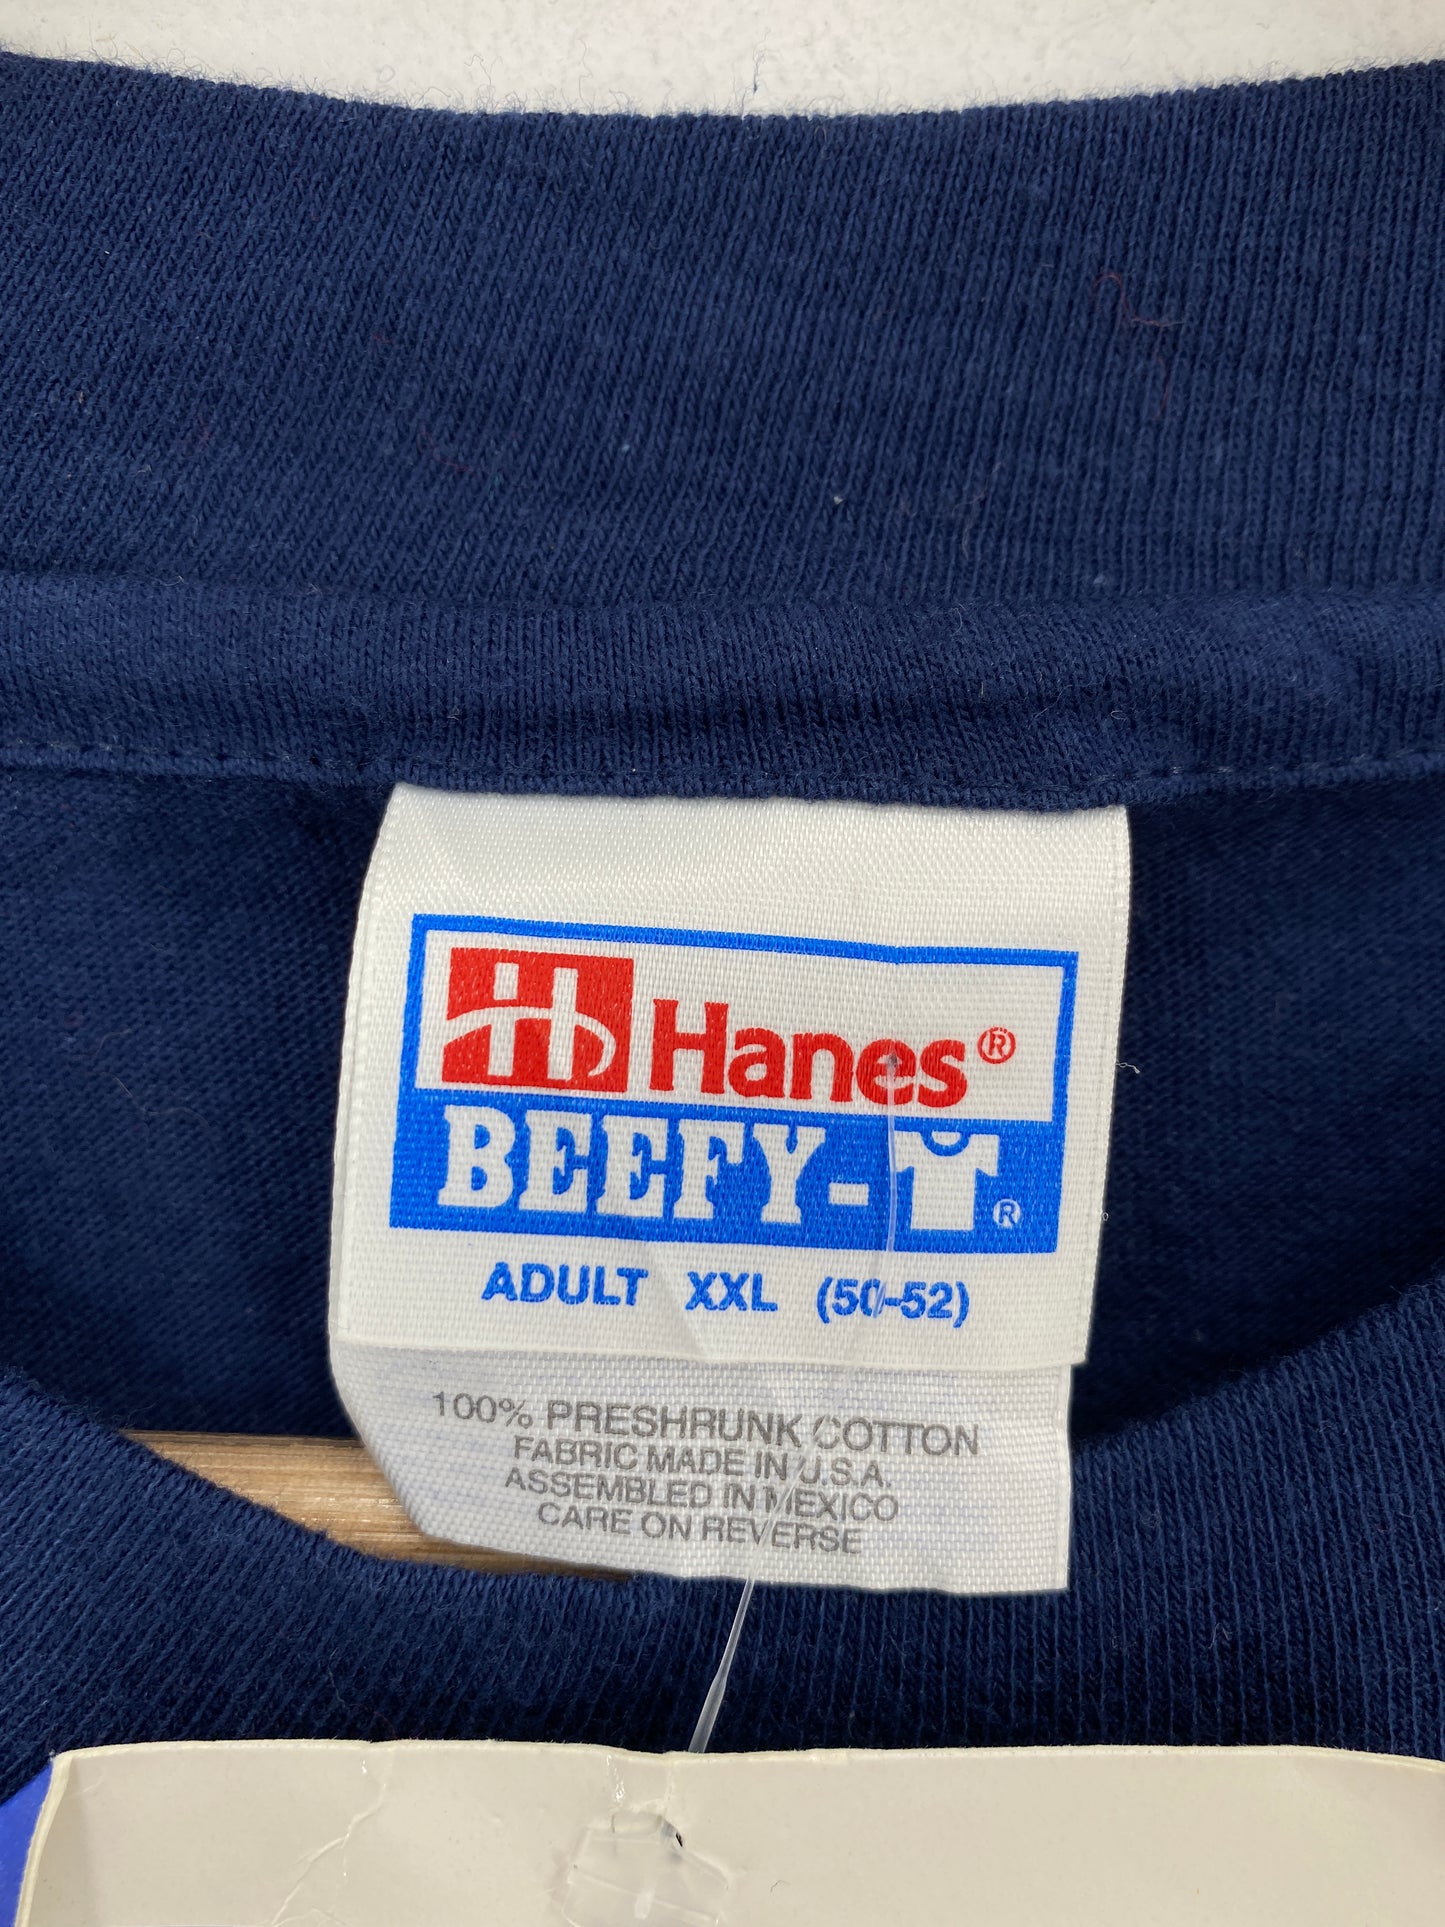 Hanes®
BEEFY-T®
ADULT XXL (50-52)
100% PRESHRUNK COTTON
FABRIC MADE IN U.S.A.
ASSEMBLED IN MEXICO
CARE ON REVERSE